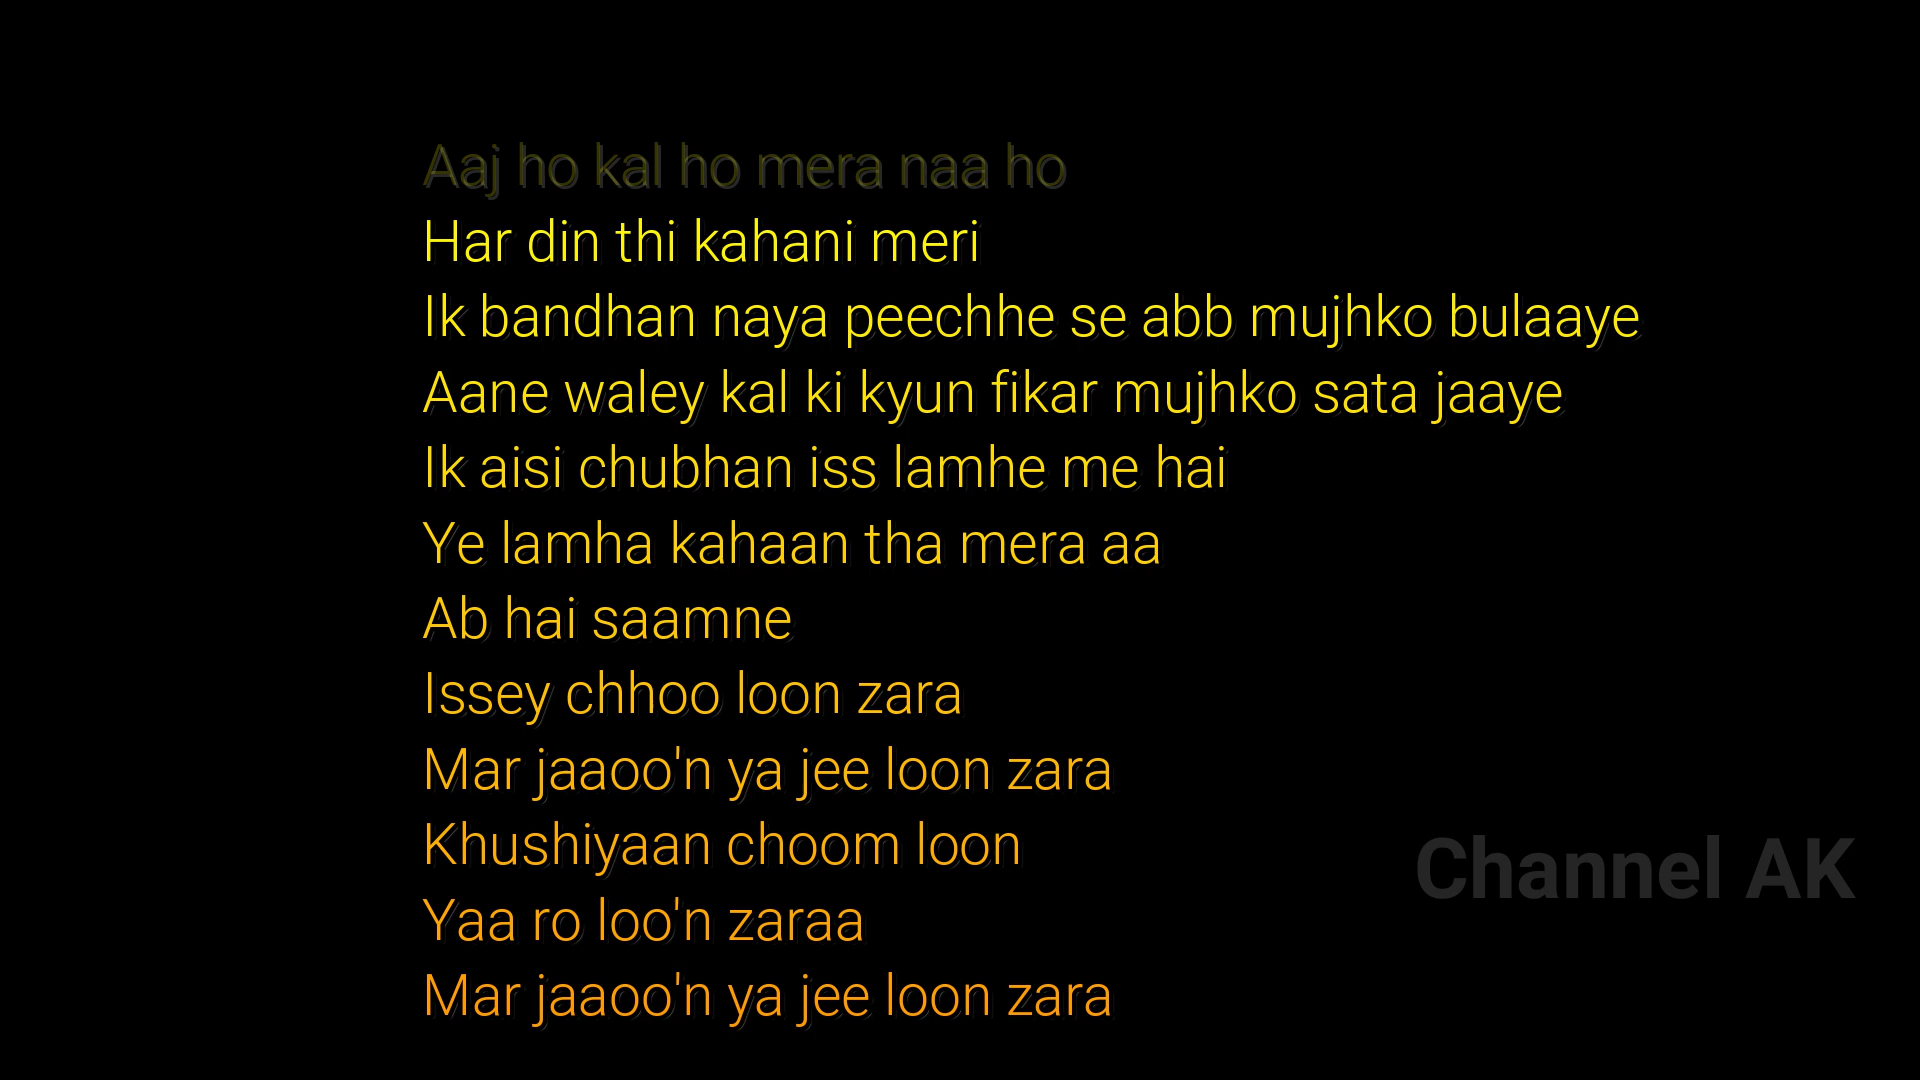 Aaj ho kal ho mera naa ho
Har din thi kahani meri
Ik bandhan naya peechhe se abb mujhko bulaaye
Aane waley kal ki kyun fikar mujhko sata jaaye
Ik aisi chubhan iss lamhe me hai
Ye lamha kahaan tha mera aa
Ab hai saamne
Issey chhoo loon zara
Mar jaaoo'n ya jee loon zara
Khushiyaan choom loon
Yaa ro loo'n zaraa
Mar jaaoo'n ya jee loon zara
Channel AK